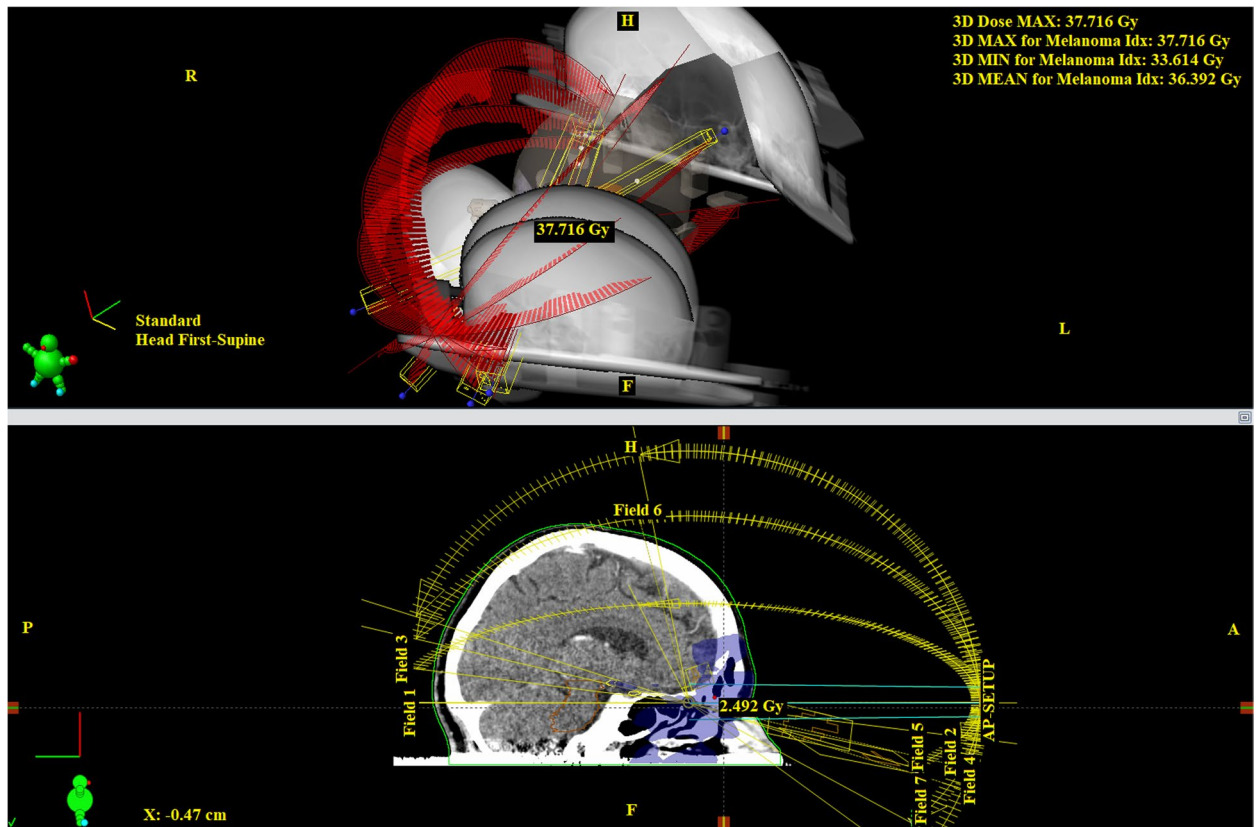 H
3D Dose MAX: 37.716 Gy
3D MAX for Melanoma Idx: 37.716 Gy
3D MIN for Melanoma Idx: 33.614 Gy
3D MEAN for Melanoma Idx: 36.392 Gy
R
37.716 Gy
Standard
Head First-Supine
L
F
H
Field 6
P
A
Field 3
Field 1
2.492 Gy
AP-SETUP
Field 5
Field 2
Field 4
Field 7
X: -0.47 cm
F